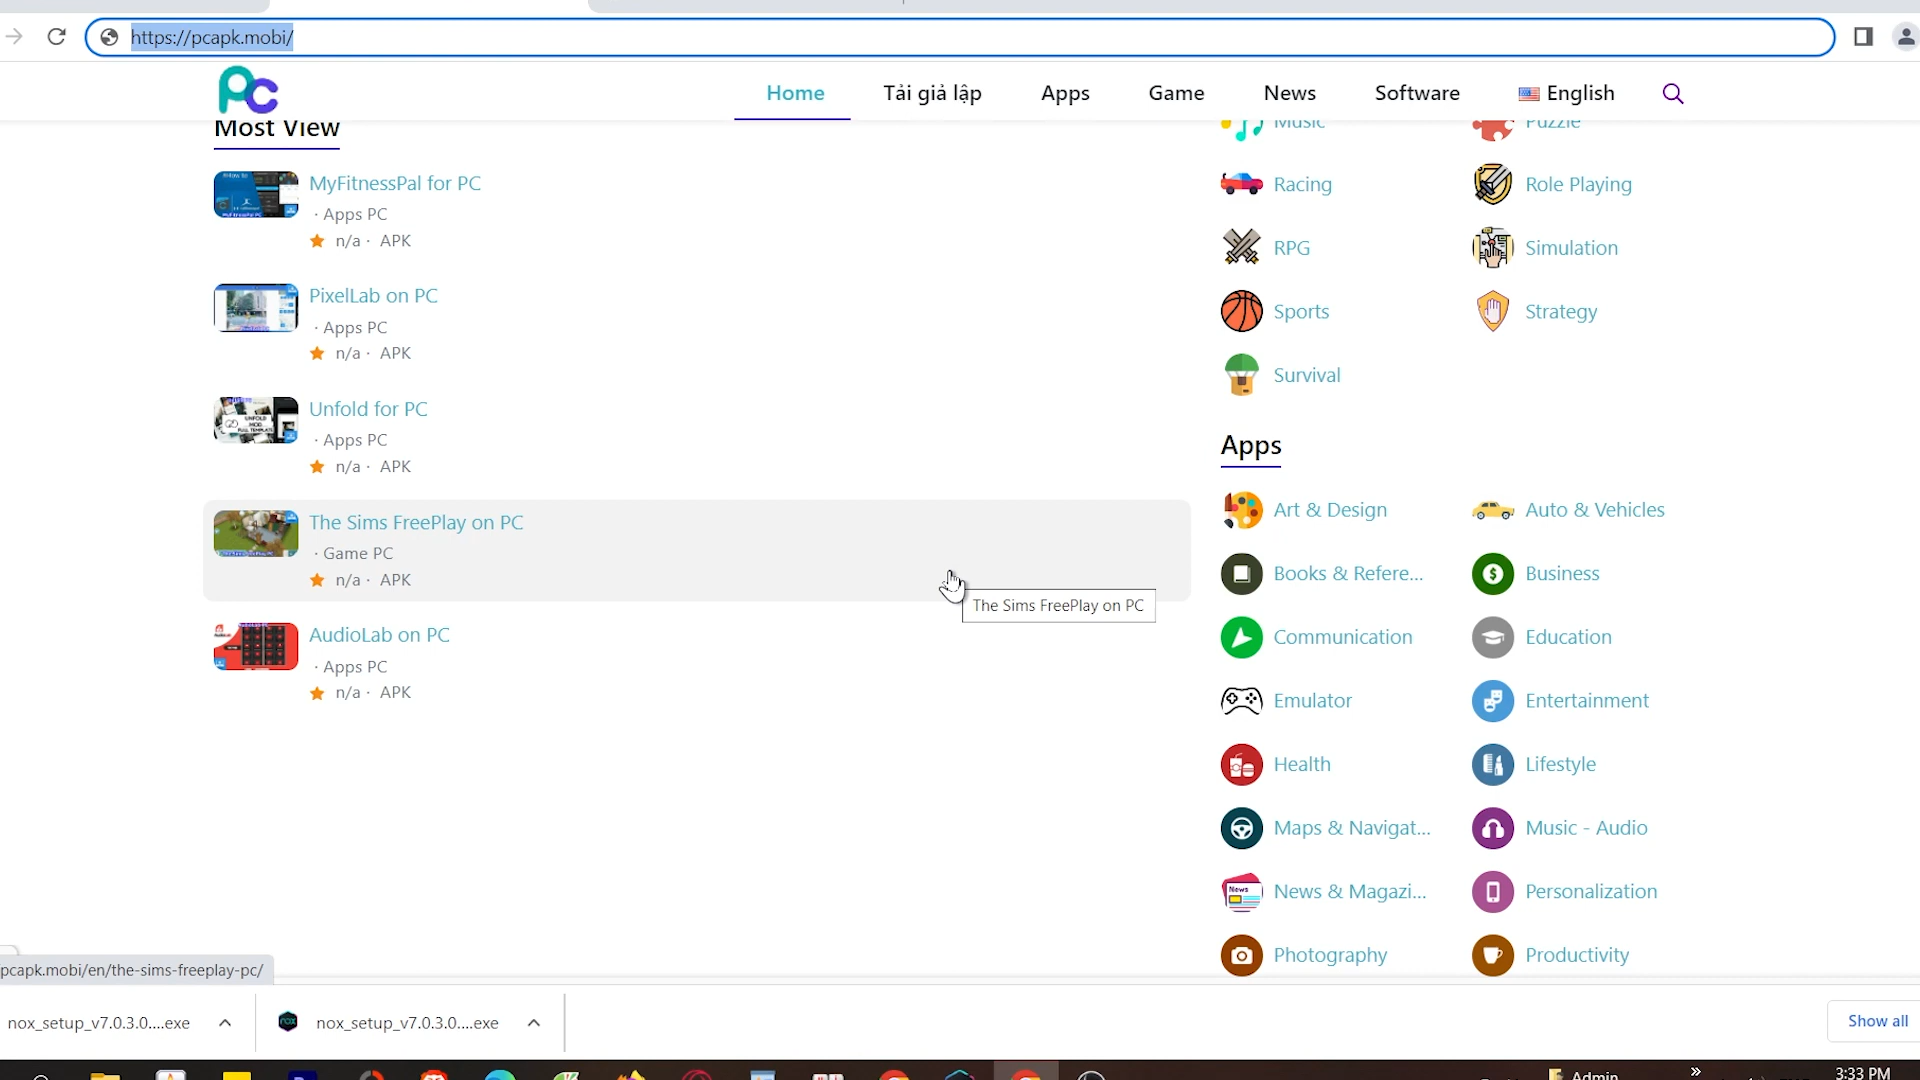 https://pcapk.mobi/
PC
Home
Tải giả lập
Apps
Game
News
Software
English
Most View
MyFitnessPal for PC
· Apps PC
n/a · APK
PixelLab on PC
· Apps PC
n/a · APK
Unfold for PC
· Apps PC
n/a · APK
The Sims FreePlay on PC
· Game PC
n/a · APK
The Sims FreePlay on PC
AudioLab on PC
· Apps PC
n/a · APK
Music
Puzzle
Racing
Role Playing
RPG
Simulation
Sports
Strategy
Survival
Apps
Art & Design
Auto & Vehicles
Books & Refere...
Business
Communication
Education
Emulator
Entertainment
Health
Lifestyle
Maps & Navigat...
Music - Audio
News & Magazi...
Personalization
Photography
Productivity
pcapk.mobi/en/the-sims-freeplay-pc/
nox_setup_v7.0.3.0....exe
nox_setup_v7.0.3.0....exe
Show all
Admin
3:33 PM